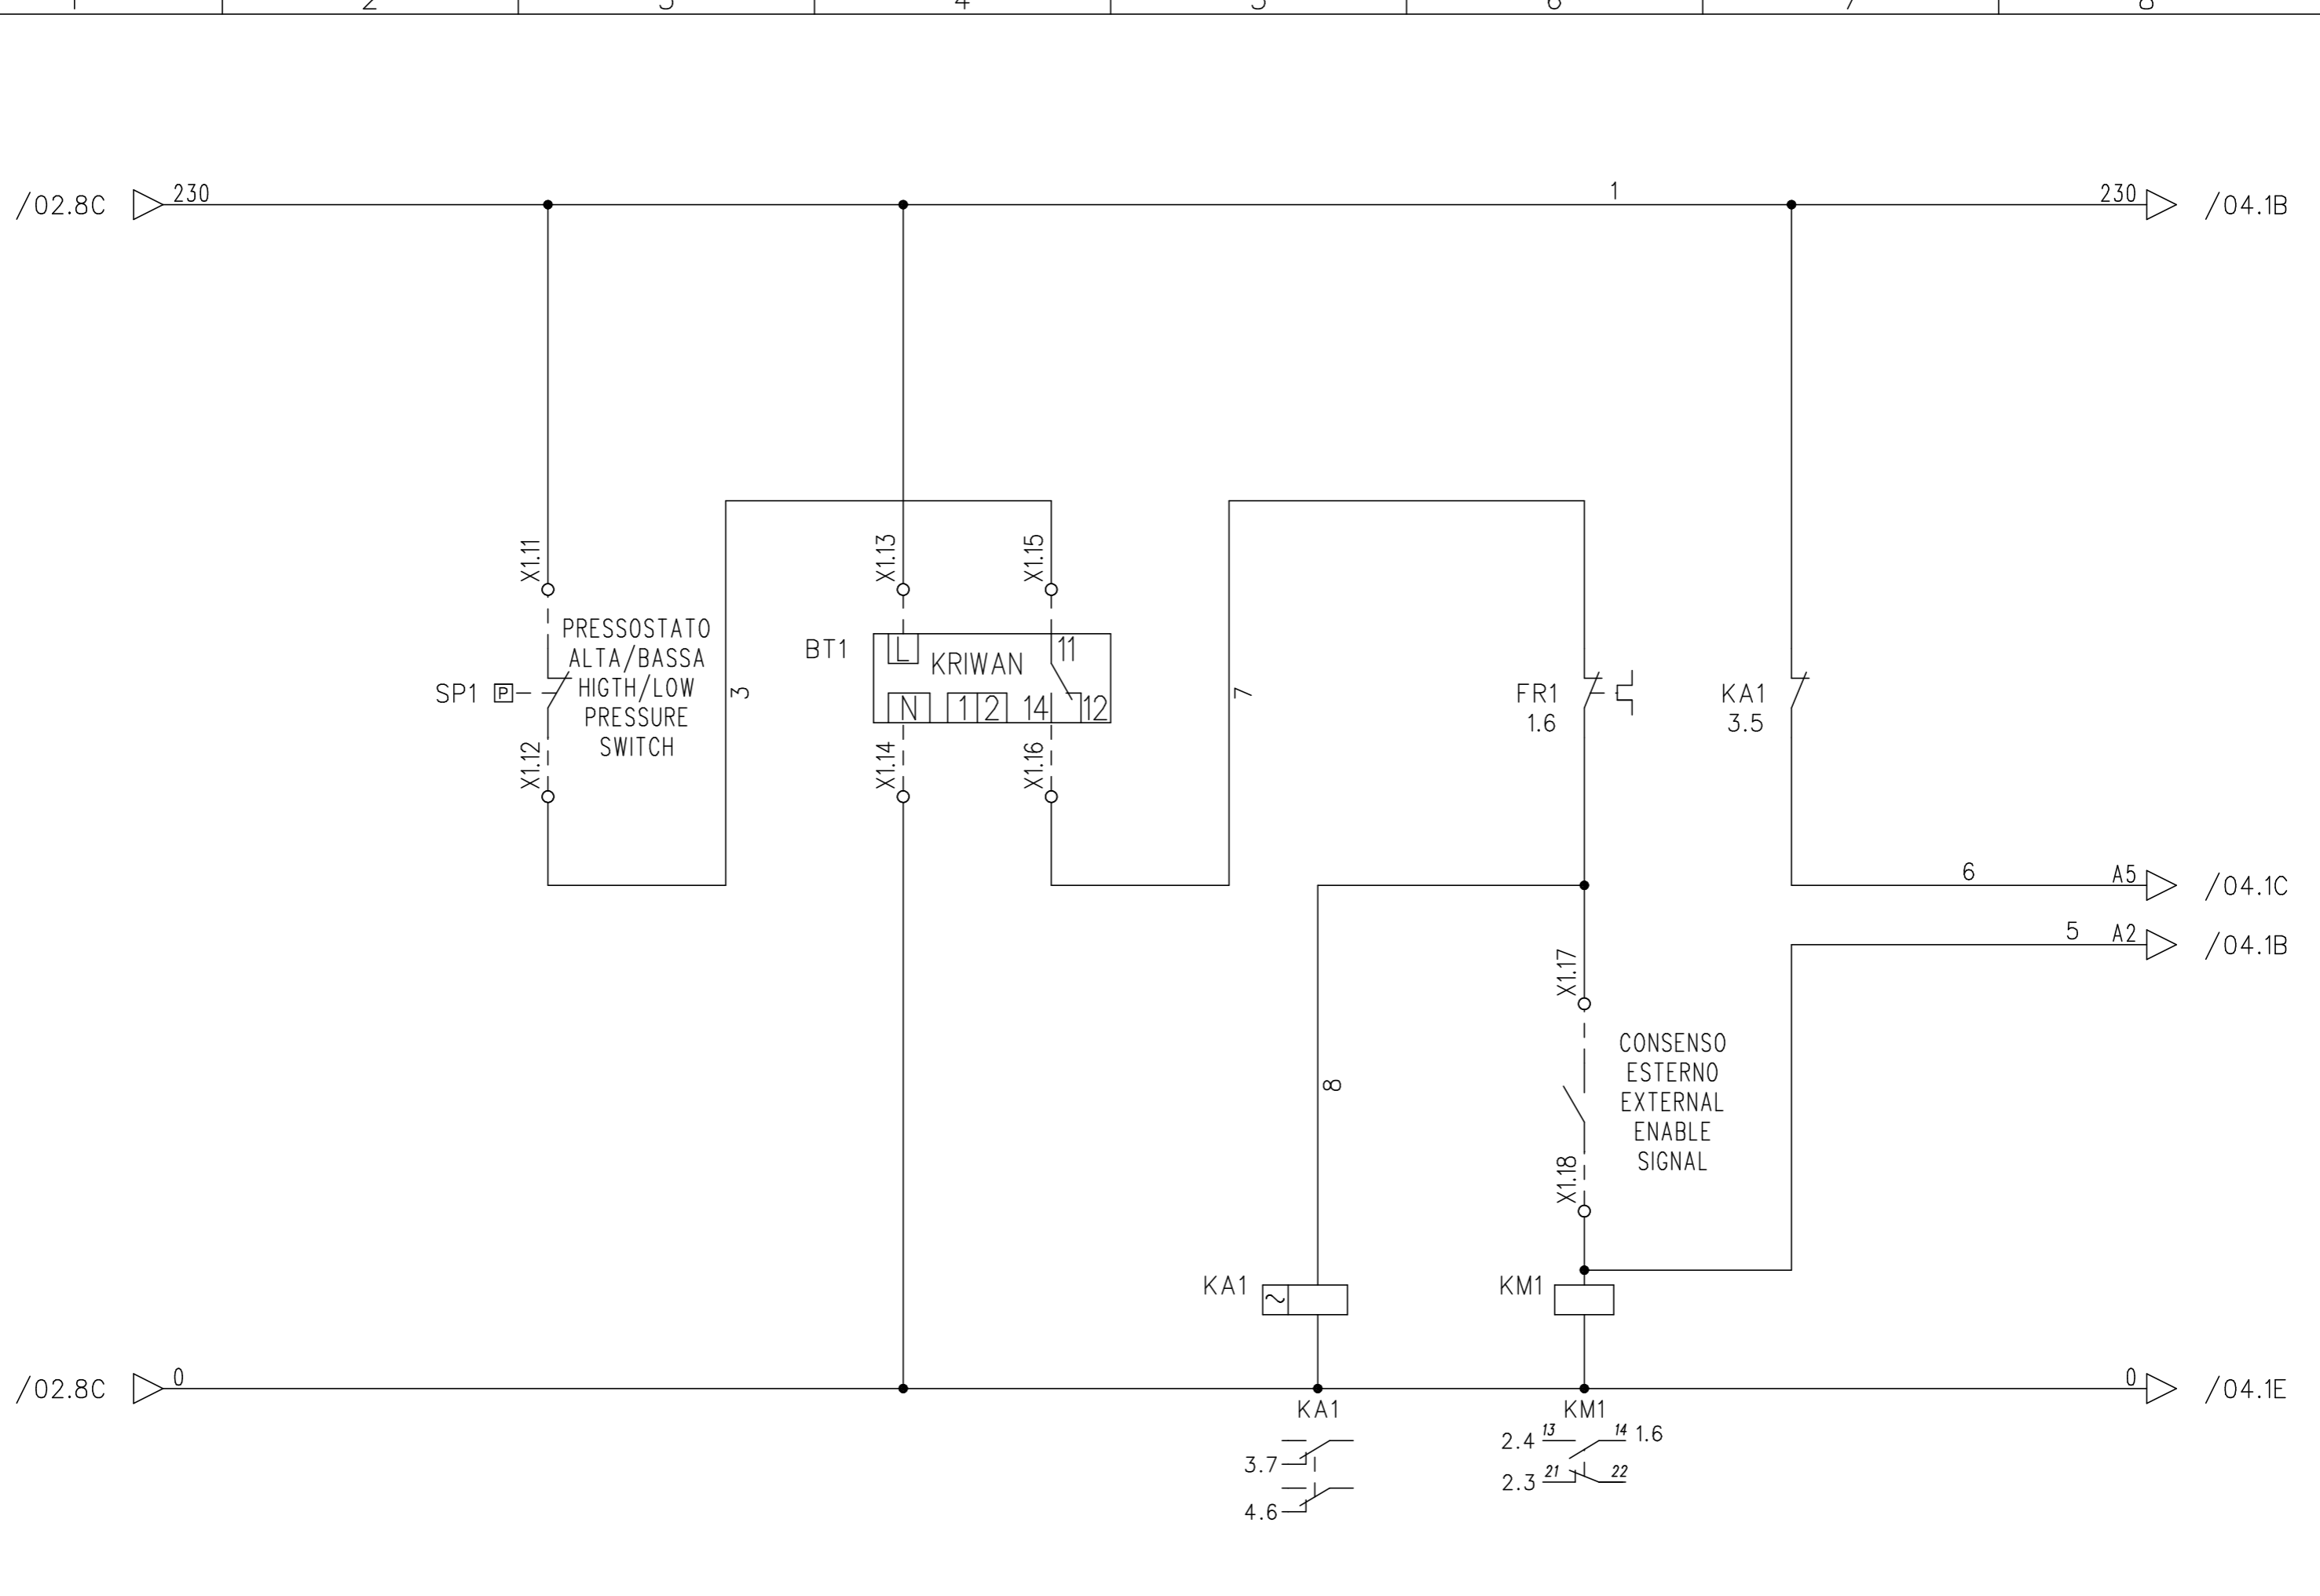 1 2 3 4 5 6 7 8
/02.8C 230 1 230 /04.1B
X1.11 X1.13 X1.15
PRESSOSTATO
ALTA/BASSA
HIGTH/LOW
PRESSURE
SWITCH
SP1 P
X1.12
3
BT1 L KRIWAN 11
N 1 2 14 12
X1.14 X1.16
7
FR1
1.6
KA1
3.5
6 A5 /04.1C
5 A2 /04.1B
X1.17
CONSENSO
ESTERNO
EXTERNAL
ENABLE
SIGNAL
8
X1.18
KA1 ~ KM1
/02.8C 0 0 /04.1E
KA1
3.7
4.6
KM1
2.4 13 14 1.6
2.3 21 22